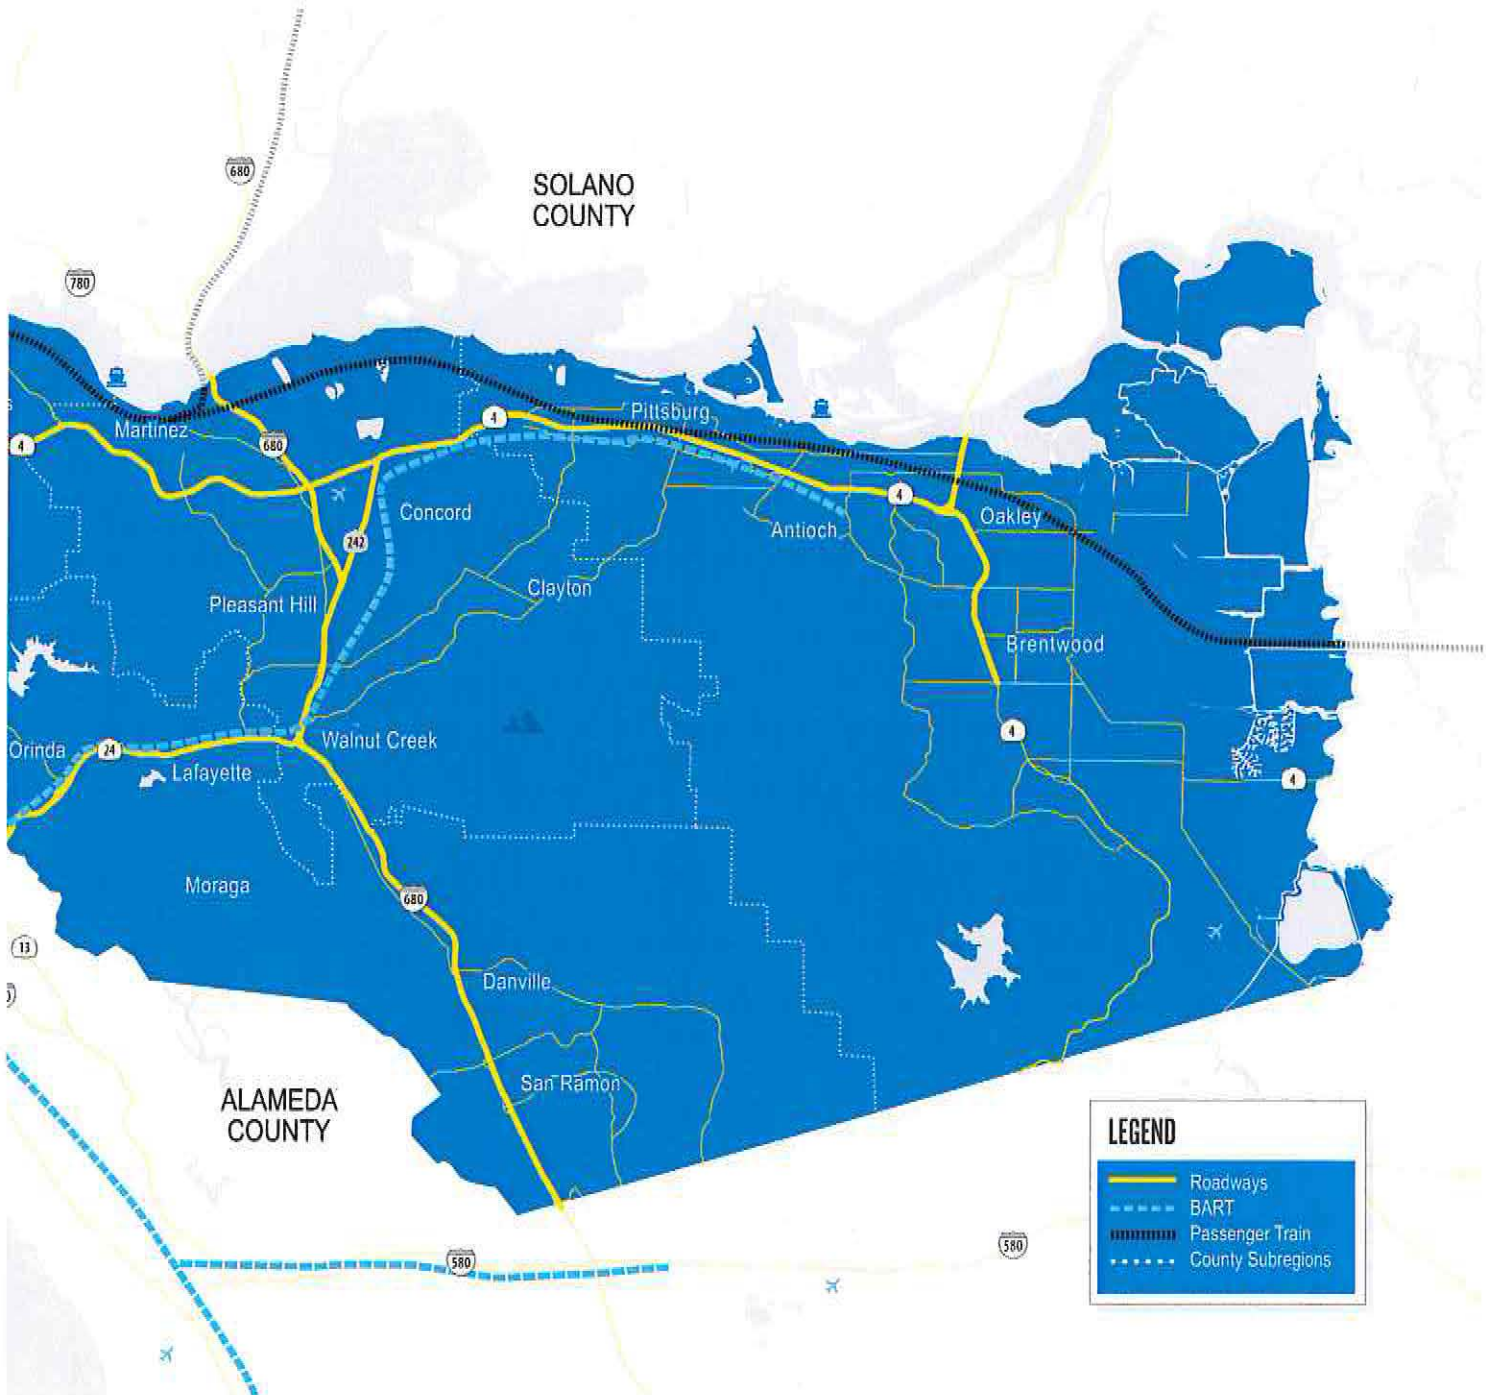 680
SOLANO
COUNTY
780
4
Martinez
680
4
Pittsburg
242
Concord
4
Antioch
Oakley
Pleasant Hill
Clayton
Brentwood
Orinda
24
Walnut Creek
Lafayette
4
4
Moraga
680
13
Danville
San Ramon
ALAMEDA
COUNTY
LEGEND
Roadways
BART
Passenger Train
County Subregions
580
580